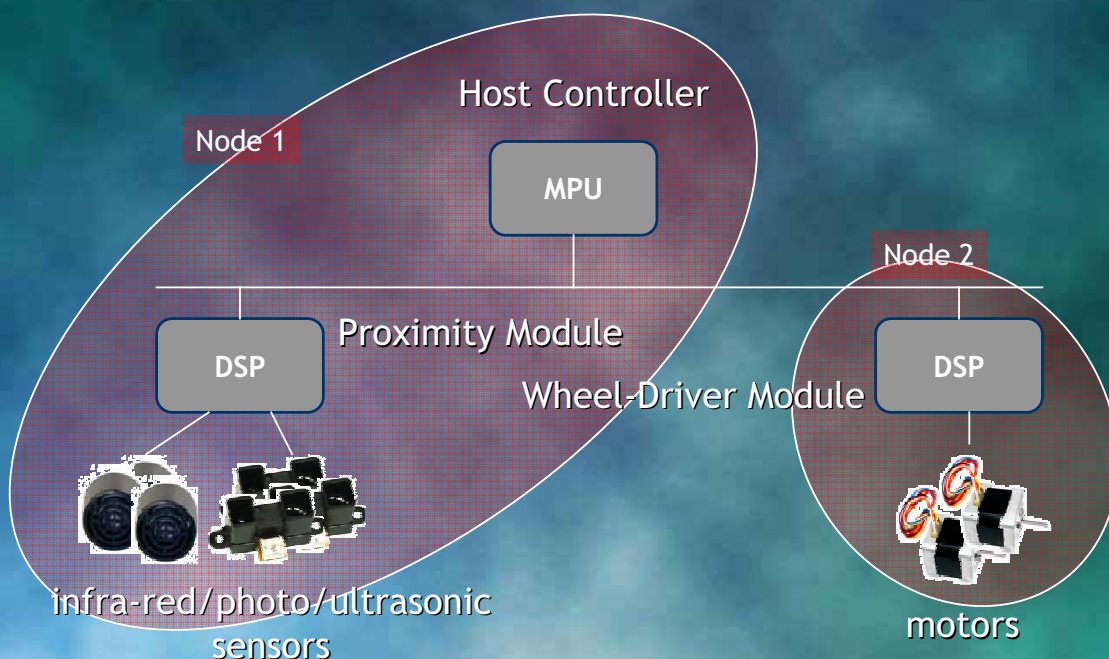 Host Controller
Node 1
MPU
Node 2
Proximity Module
DSP
DSP
Wheel-Driver Module
infra-red/photo/ultrasonic
sensors
motors